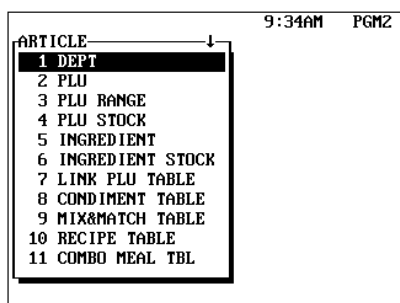 9:34AM PGM2
ARTICLE
1 DEPT
2 PLU
3 PLU RANGE
4 PLU STOCK
5 INGREDIENT
6 INGREDIENT STOCK
7 LINK PLU TABLE
8 CONDIMENT TABLE
9 MIX&MATCH TABLE
10 RECIPE TABLE
11 COMBO MEAL TBL